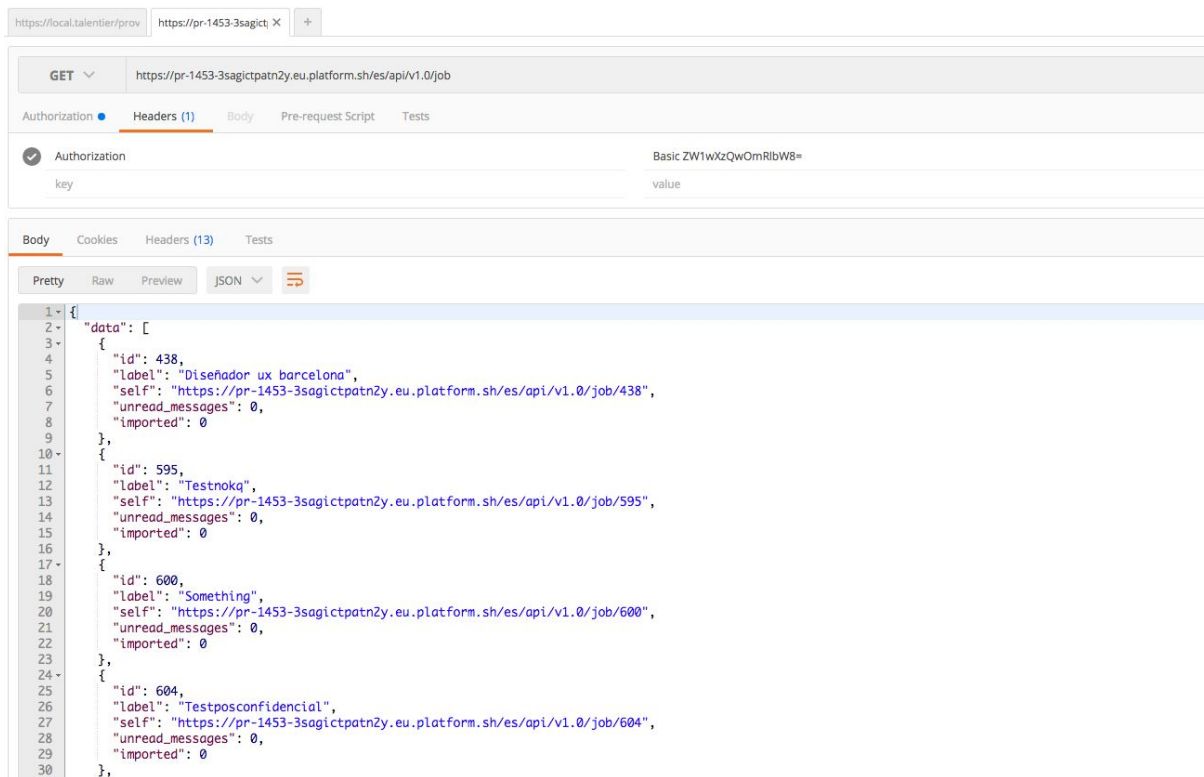 https://local.talentier/prov https://pr-1453-3sagict ✕ +
GET https://pr-1453-3sagictpatn2y.eu.platform.sh/es/api/v1.0/job
Authorization Headers (1) Body Pre-request Script Tests
Authorization Basic ZW1wXzQwOmRlbW8=
key value
Body Cookies Headers (13) Tests
Pretty Raw Preview JSON
1 {
2 "data": [
3 {
4 "id": 438,
5 "label": "Diseñador ux barcelona",
6 "self": "https://pr-1453-3sagictpatn2y.eu.platform.sh/es/api/v1.0/job/438",
7 "unread_messages": 0,
8 "imported": 0
9 },
10 {
11 "id": 595,
12 "label": "Testnokq",
13 "self": "https://pr-1453-3sagictpatn2y.eu.platform.sh/es/api/v1.0/job/595",
14 "unread_messages": 0,
15 "imported": 0
16 },
17 {
18 "id": 600,
19 "label": "Something",
20 "self": "https://pr-1453-3sagictpatn2y.eu.platform.sh/es/api/v1.0/job/600",
21 "unread_messages": 0,
22 "imported": 0
23 },
24 {
25 "id": 604,
26 "label": "Testposconfidencial",
27 "self": "https://pr-1453-3sagictpatn2y.eu.platform.sh/es/api/v1.0/job/604",
28 "unread_messages": 0,
29 "imported": 0
30 },